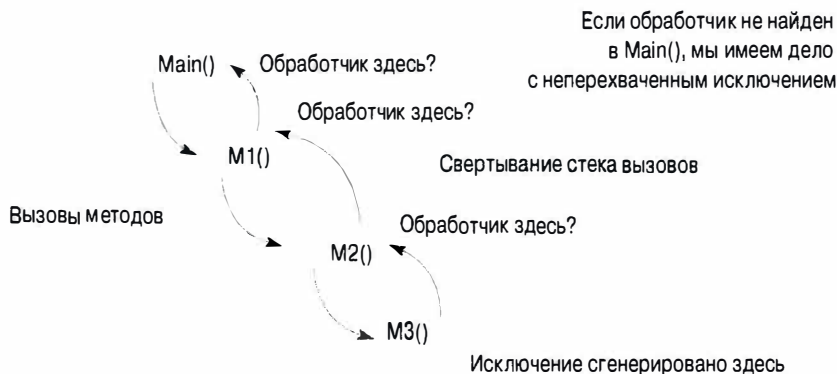 Если обработчик не найден
в Main(), мы имеем дело
с неперехваченным исключением
Main()
Обработчик здесь?
Обработчик здесь?
M1()
Свертывание стека вызовов
Вызовы методов
Обработчик здесь?
M2()
M3()
Исключение сгенерировано здесь